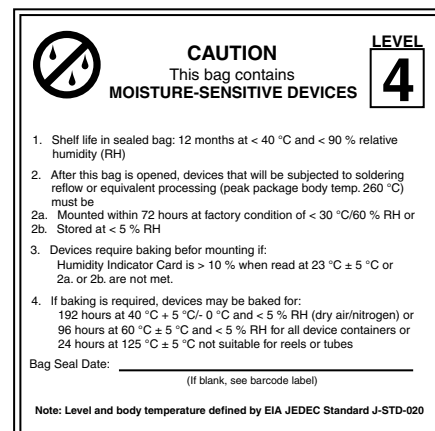 LEVEL
4
CAUTION
This bag contains
MOISTURE-SENSITIVE DEVICES
1. Shelf life in sealed bag: 12 months at < 40 °C and < 90 % relative
humidity (RH)
2. After this bag is opened, devices that will be subjected to soldering
reflow or equivalent processing (peak package body temp. 260 °C)
must be
2a. Mounted within 72 hours at factory condition of < 30 °C/60 % RH or
2b. Stored at < 5 % RH
3. Devices require baking befor mounting if:
Humidity Indicator Card is > 10 % when read at 23 °C ± 5 °C or
2a. or 2b. are not met.
4. If baking is required, devices may be baked for:
192 hours at 40 °C + 5 °C/- 0 °C and < 5 % RH (dry air/nitrogen) or
96 hours at 60 °C ± 5 °C and < 5 % RH for all device containers or
24 hours at 125 °C ± 5 °C not suitable for reels or tubes
Bag Seal Date:
(If blank, see barcode label)
Note: Level and body temperature defined by EIA JEDEC Standard J-STD-020